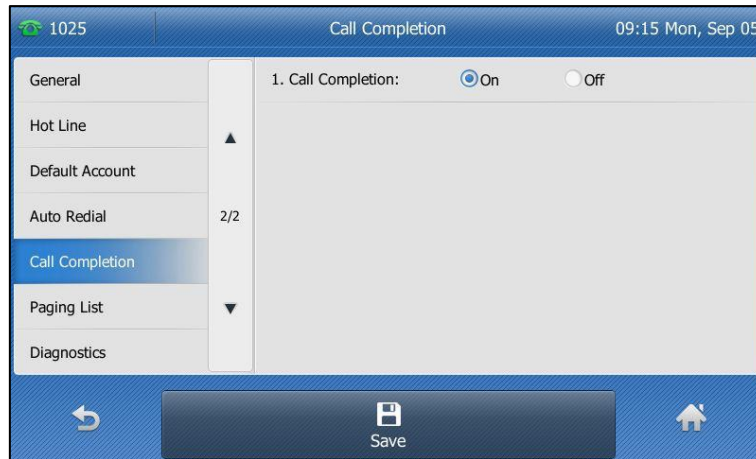 1025 Call Completion 09:15 Mon, Sep 05
General
Hot Line
Default Account
Auto Redial
Call Completion
Paging List
Diagnostics
2/2
1. Call Completion: On Off
Save